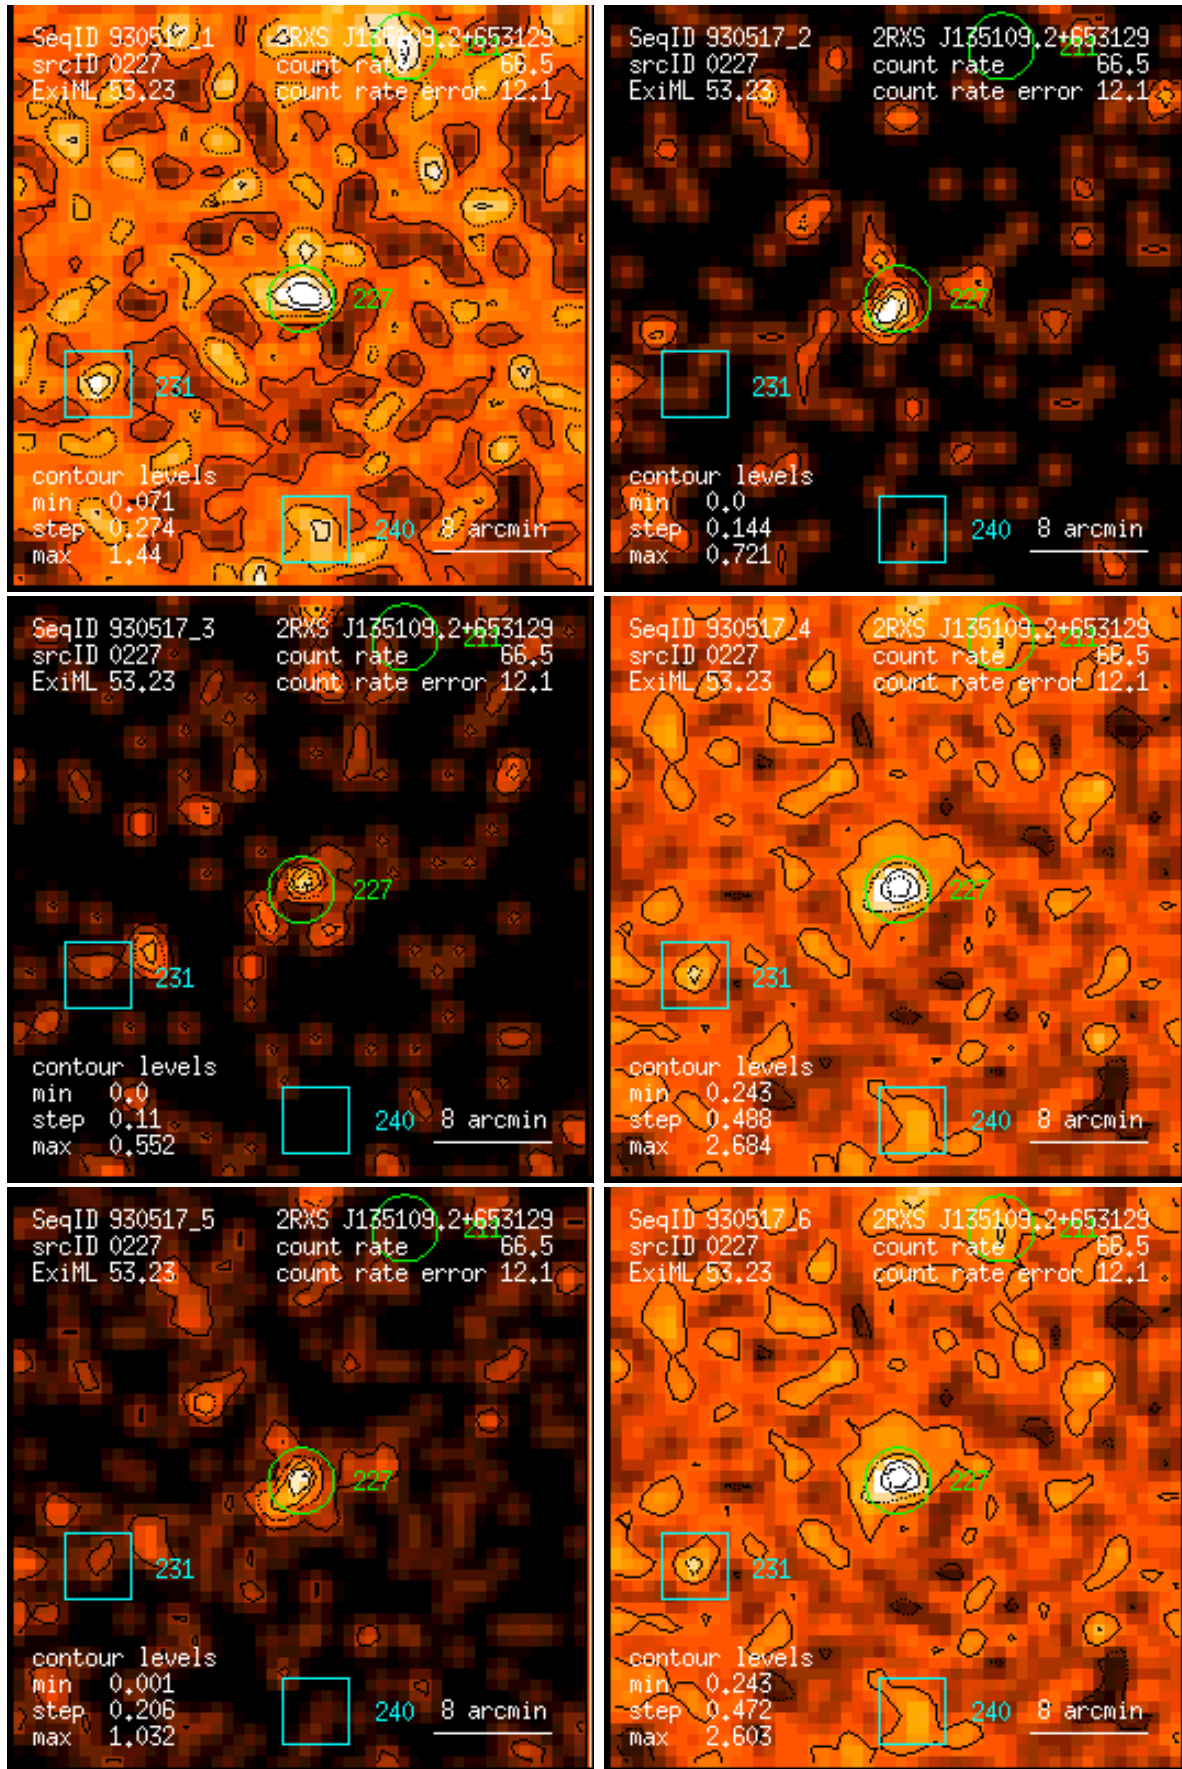 SeqID 930517_1 2RXS J135109.2+653129
srcID 0227 count rate 66.5
ExiML 53.23 count rate error 12.1
211
227
231
contour levels
min 0.071
step 0.274
max 1.44
240 8 arcmin
SeqID 930517_2 2RXS J135109.2+653129
srcID 0227 count rate 66.5
ExiML 53.23 count rate error 12.1
211
227
231
contour levels
min 0.0
step 0.144
max 0.721
240 8 arcmin
SeqID 930517_3 2RXS J135109.2+653129
srcID 0227 count rate 66.5
ExiML 53.23 count rate error 12.1
211
227
231
contour levels
min 0.0
step 0.11
max 0.552
240 8 arcmin
SeqID 930517_4 2RXS J135109.2+653129
srcID 0227 count rate 66.5
ExiML 53.23 count rate error 12.1
211
227
231
contour levels
min 0.243
step 0.488
max 2.684
240 8 arcmin
SeqID 930517_5 2RXS J135109.2+653129
srcID 0227 count rate 66.5
ExiML 53.23 count rate error 12.1
211
227
231
contour levels
min 0.001
step 0.206
max 1.032
240 8 arcmin
SeqID 930517_6 2RXS J135109.2+653129
srcID 0227 count rate 66.5
ExiML 53.23 count rate error 12.1
211
227
231
contour levels
min 0.243
step 0.472
max 2.603
240 8 arcmin